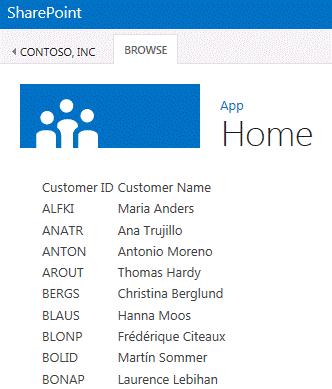 SharePoint
CONTOSO, INC BROWSE
App
Home
Customer ID Customer Name
ALFKI Maria Anders
ANATR Ana Trujillo
ANTON Antonio Moreno
AROUT Thomas Hardy
BERGS Christina Berglund
BLAUS Hanna Moos
BLONP Frédérique Citeaux
BOLID Martín Sommer
BONAP Laurence Lebihan